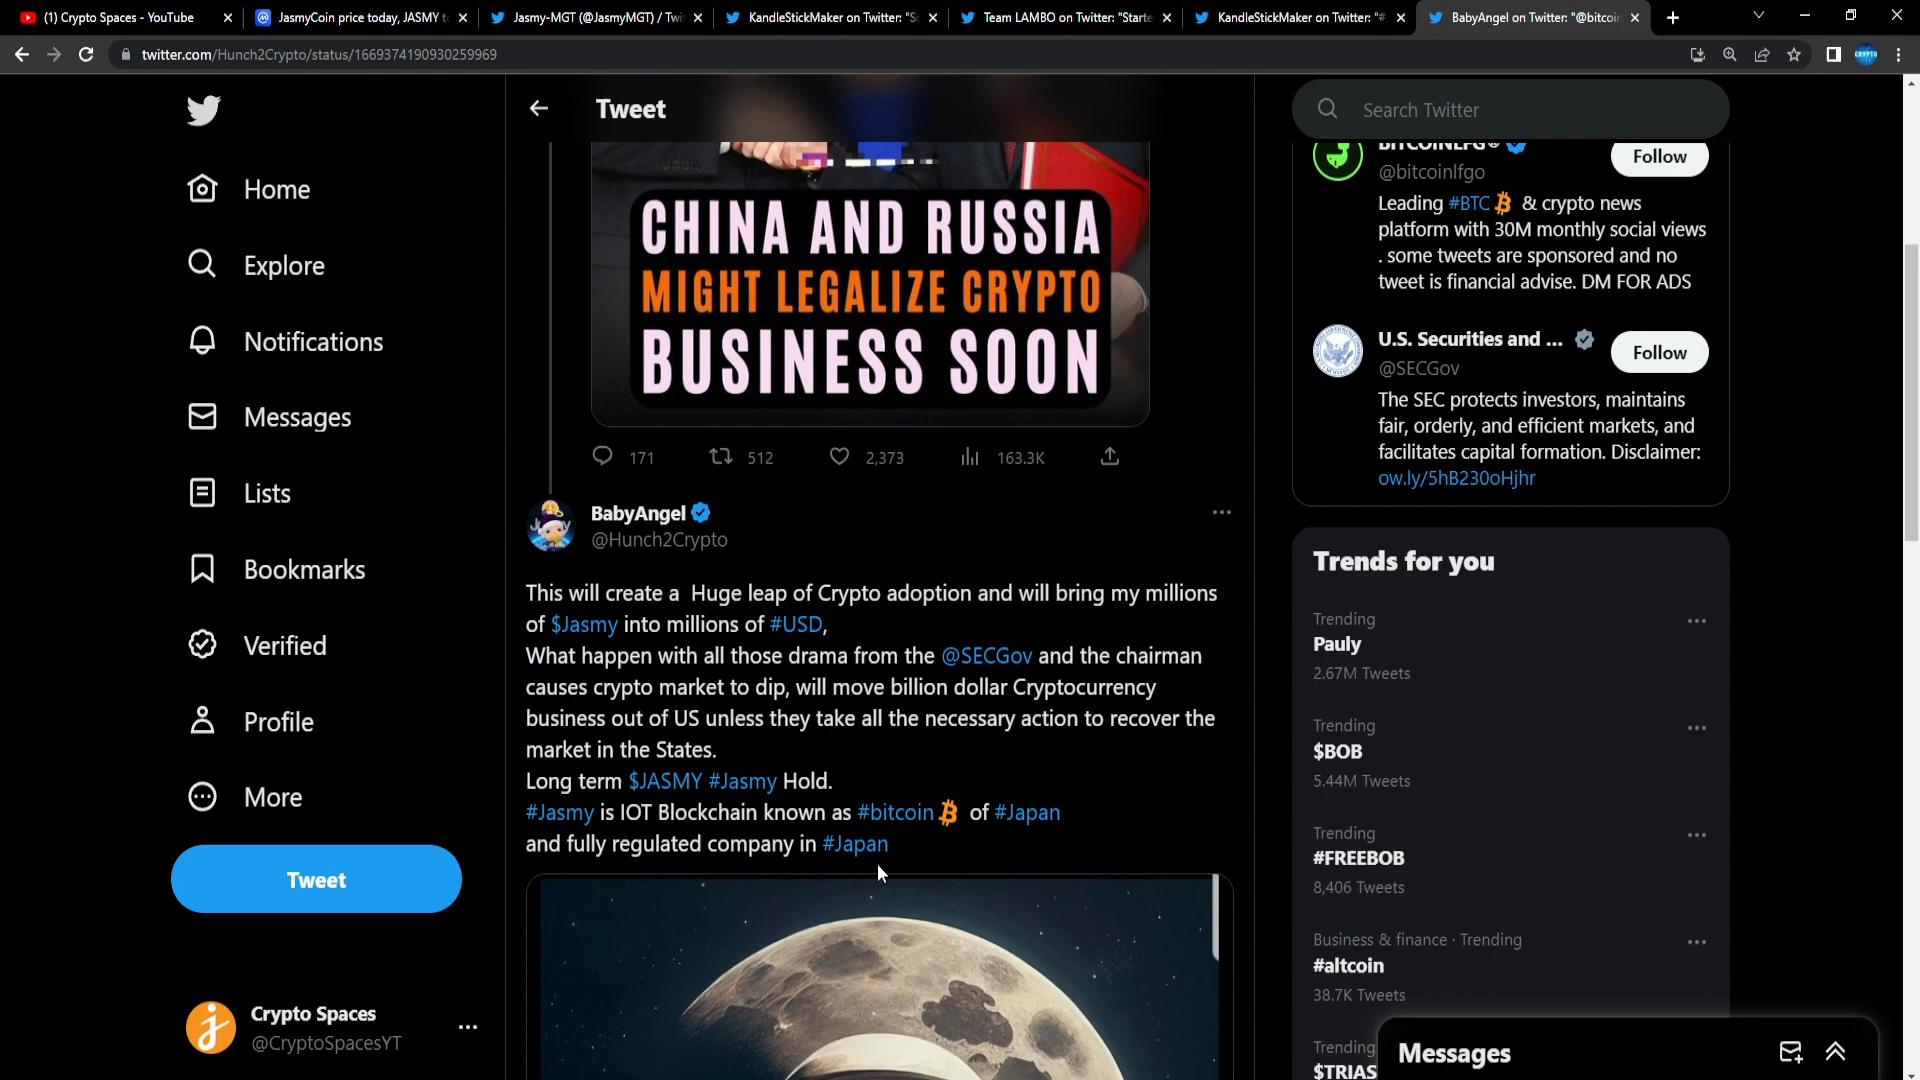 (1) Crypto Spaces - YouTube
JasmyCoin price today, JASMY t
Jasmy-MGT (@JasmyMGT) / Twi
KandleStickMaker on Twitter: "S
Team LAMBO on Twitter: "Starte
KandleStickMaker on Twitter: "#
BabyAngel on Twitter: "@bitcoin
twitter.com/Hunch2Crypto/status/1669374190930259969
Home
Explore
Notifications
Messages
Lists
Bookmarks
Verified
Profile
More
Tweet
Crypto Spaces
@CryptoSpacesYT
Tweet
CHINA AND RUSSIA
MIGHT LEGALIZE CRYPTO
BUSINESS SOON
171 512 2,373 163.3K
BabyAngel
@Hunch2Crypto
This will create a Huge leap of Crypto adoption and will bring my millions
of $Jasmy into millions of #USD,
What happen with all those drama from the @SECGov and the chairman
causes crypto market to dip, will move billion dollar Cryptocurrency
business out of US unless they take all the necessary action to recover the
market in the States.
Long term $JASMY #Jasmy Hold.
#Jasmy is IOT Blockchain known as #bitcoin of #Japan
and fully regulated company in #Japan
Search Twitter
BITCOINLFG®
@bitcoinlfgo
Follow
Leading #BTC & crypto news
platform with 30M monthly social views
. some tweets are sponsored and no
tweet is financial advise. DM FOR ADS
U.S. Securities and ...
@SECGov
Follow
The SEC protects investors, maintains
fair, orderly, and efficient markets, and
facilitates capital formation. Disclaimer:
ow.ly/5hB230oHjhr
Trends for you
Trending
Pauly
2.67M Tweets
Trending
$BOB
5.44M Tweets
Trending
#FREEBOB
8,406 Tweets
Business & finance · Trending
#altcoin
38.7K Tweets
Trending
$TRIAS
Messages